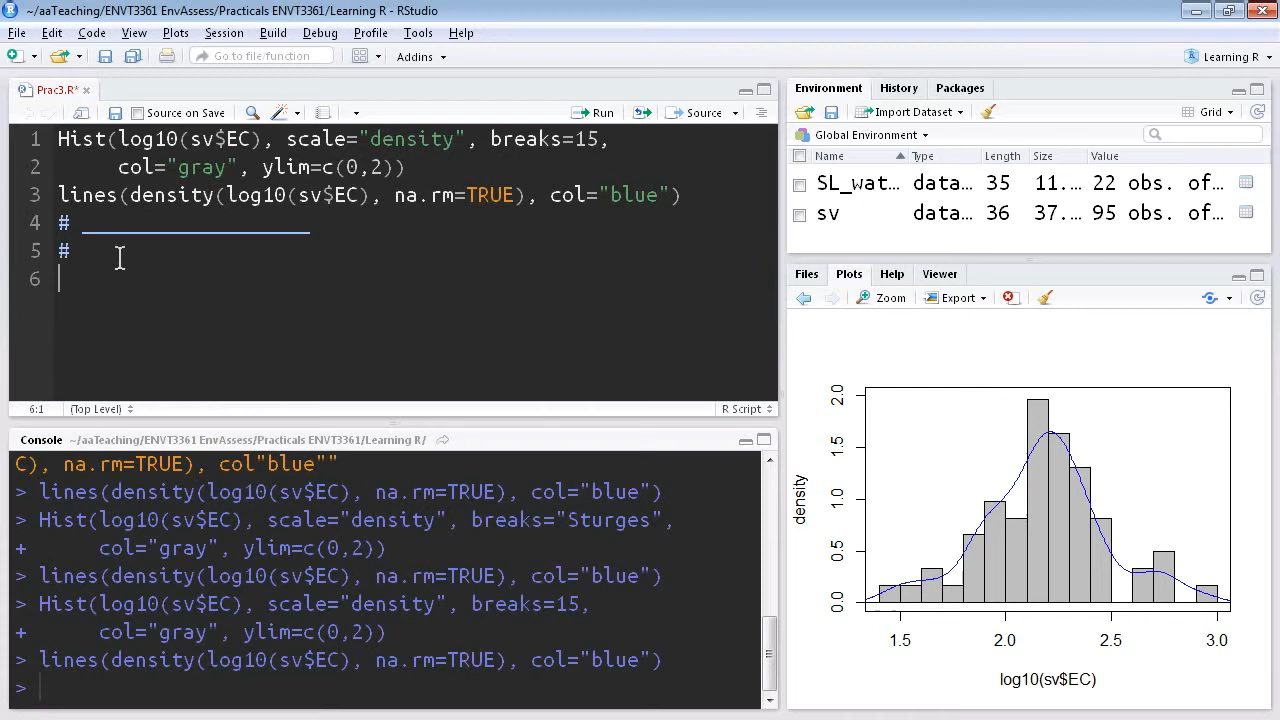 ~/aaTeaching/ENVT3361 EnvAssess/Practicals ENVT3361/Learning R - RStudio
File Edit Code View Plots Session Build Debug Profile Tools Help
Go to file/function Addins Learning R
Prac3.R*
Source on Save Run Source
1 Hist(log10(sv$EC), scale="density", breaks=15,
2 col="gray", ylim=c(0,2))
3 lines(density(log10(sv$EC), na.rm=TRUE), col="blue")
4 # ___________________
5 #
6
6:1 (Top Level) R Script
Console ~/aaTeaching/ENVT3361 EnvAssess/Practicals ENVT3361/Learning R/
C), na.rm=TRUE), col"blue""
> lines(density(log10(sv$EC), na.rm=TRUE), col="blue")
> Hist(log10(sv$EC), scale="density", breaks="Sturges",
+ col="gray", ylim=c(0,2))
> lines(density(log10(sv$EC), na.rm=TRUE), col="blue")
> Hist(log10(sv$EC), scale="density", breaks=15,
+ col="gray", ylim=c(0,2))
> lines(density(log10(sv$EC), na.rm=TRUE), col="blue")
>
Environment History Packages
Import Dataset Grid
Global Environment
Name Type Length Size Value
SL_wat... data... 35 11.... 22 obs. of...
sv data... 36 37.... 95 obs. of...
Files Plots Help Viewer
Zoom Export
2.0
1.5
1.0
0.5
0.0
density
1.5 2.0 2.5 3.0
log10(sv$EC)